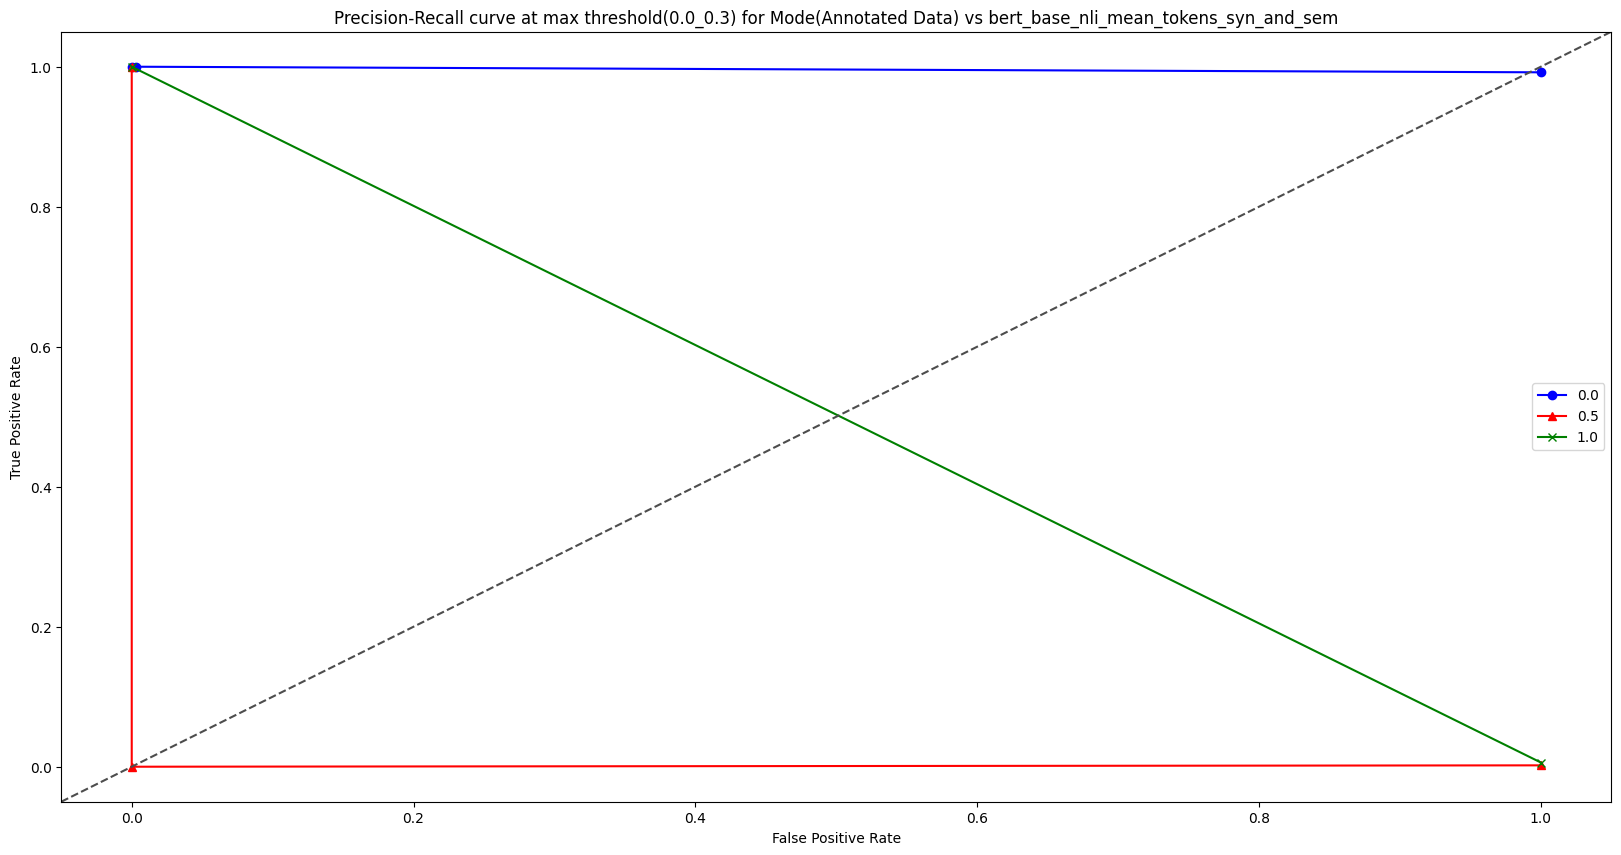 Precision-Recall curve at max threshold(0.0_0.3) for Mode(Annotated Data) vs bert_base_nli_mean_tokens_syn_and_sem
True Positive Rate
1.0
0.8
0.6
0.4
0.2
0.0
0.0
0.5
1.0
0.0 0.2 0.4 0.6 0.8 1.0
False Positive Rate